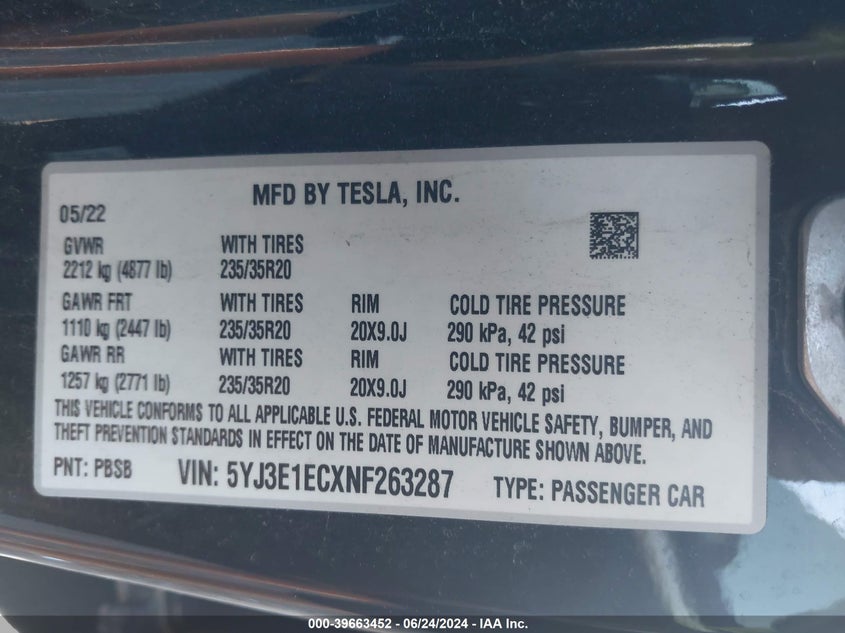 MFD BY TESLA, INC.
05/22
GVWR WITH TIRES
2212 kg (4877 lb) 235/35R20
GAWR FRT WITH TIRES RIM COLD TIRE PRESSURE
1110 kg (2447 lb) 235/35R20 20X9.0J 290 kPa, 42 psi
GAWR RR WITH TIRES RIM COLD TIRE PRESSURE
1257 kg (2771 lb) 235/35R20 20X9.0J 290 kPa, 42 psi
THIS VEHICLE CONFORMS TO ALL APPLICABLE U.S. FEDERAL MOTOR VEHICLE SAFETY, BUMPER, AND
THEFT PREVENTION STANDARDS IN EFFECT ON THE DATE OF MANUFACTURE SHOWN ABOVE.
PNT: PBSB VIN: 5YJ3E1ECXNF263287 TYPE: PASSENGER CAR
000-39663452 - 06/24/2024 - IAA Inc.